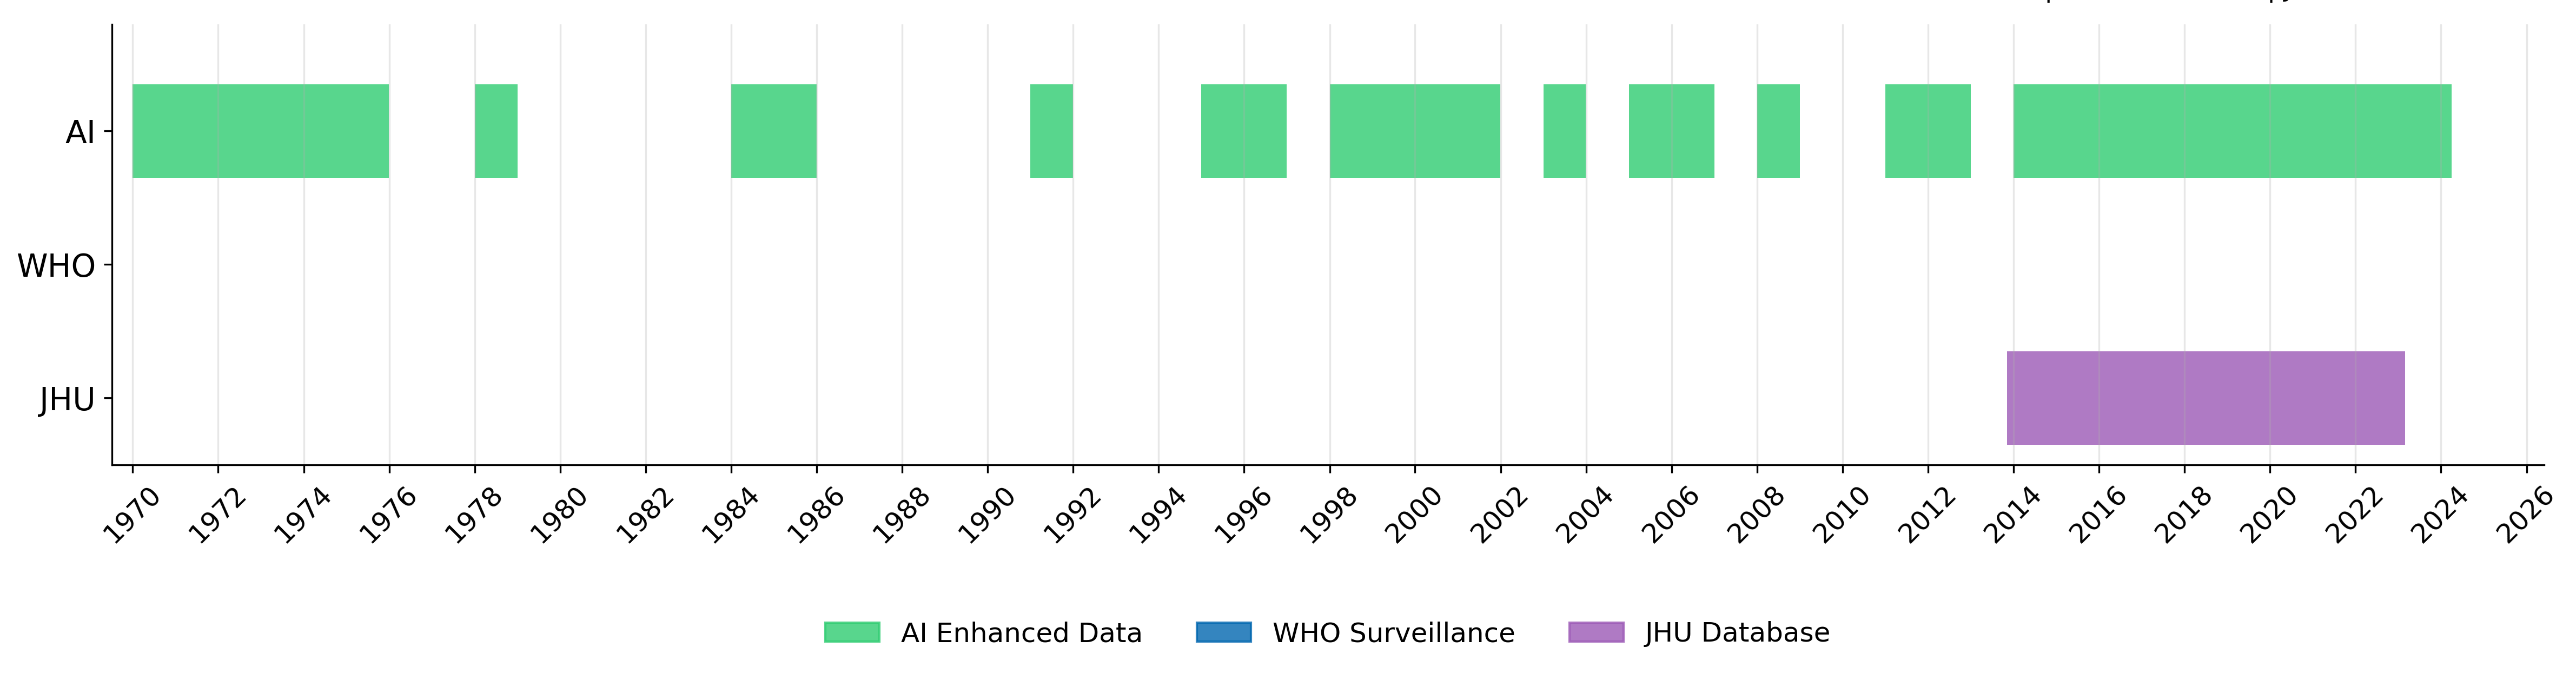 AI
WHO
JHU
1970 1972 1974 1976 1978 1980 1982 1984 1986 1988 1990 1992 1994 1996 1998 2000 2002 2004 2006 2008 2010 2012 2014 2016 2018 2020 2022 2024 2026
AI Enhanced Data WHO Surveillance JHU Database